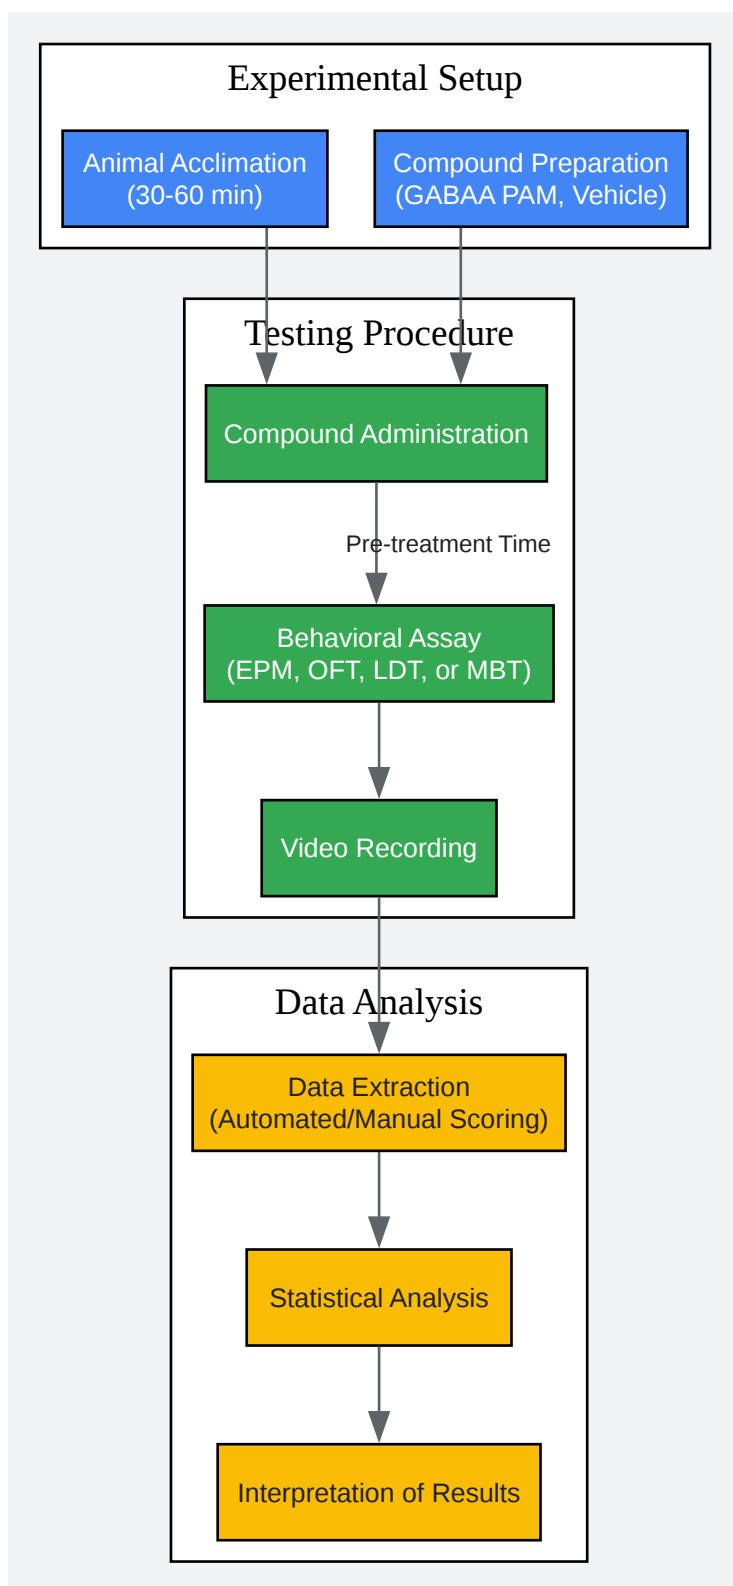 Experimental Setup
Animal Acclimation
(30-60 min)
Compound Preparation
(GABAA PAM, Vehicle)
Testing Procedure
Compound Administration
Pre-treatment Time
Behavioral Assay
(EPM, OFT, LDT, or MBT)
Video Recording
Data Analysis
Data Extraction
(Automated/Manual Scoring)
Statistical Analysis
Interpretation of Results